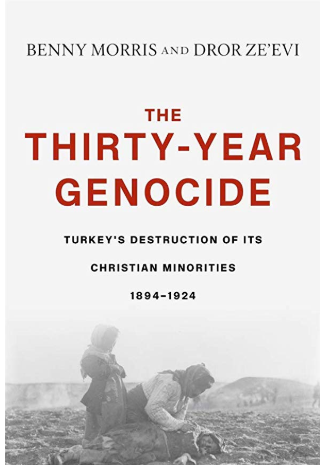 BENNY MORRIS AND DROR ZE'EVI
THE
THIRTY-YEAR
GENOCIDE
TURKEY'S DESTRUCTION OF ITS
CHRISTIAN MINORITIES
1894–1924